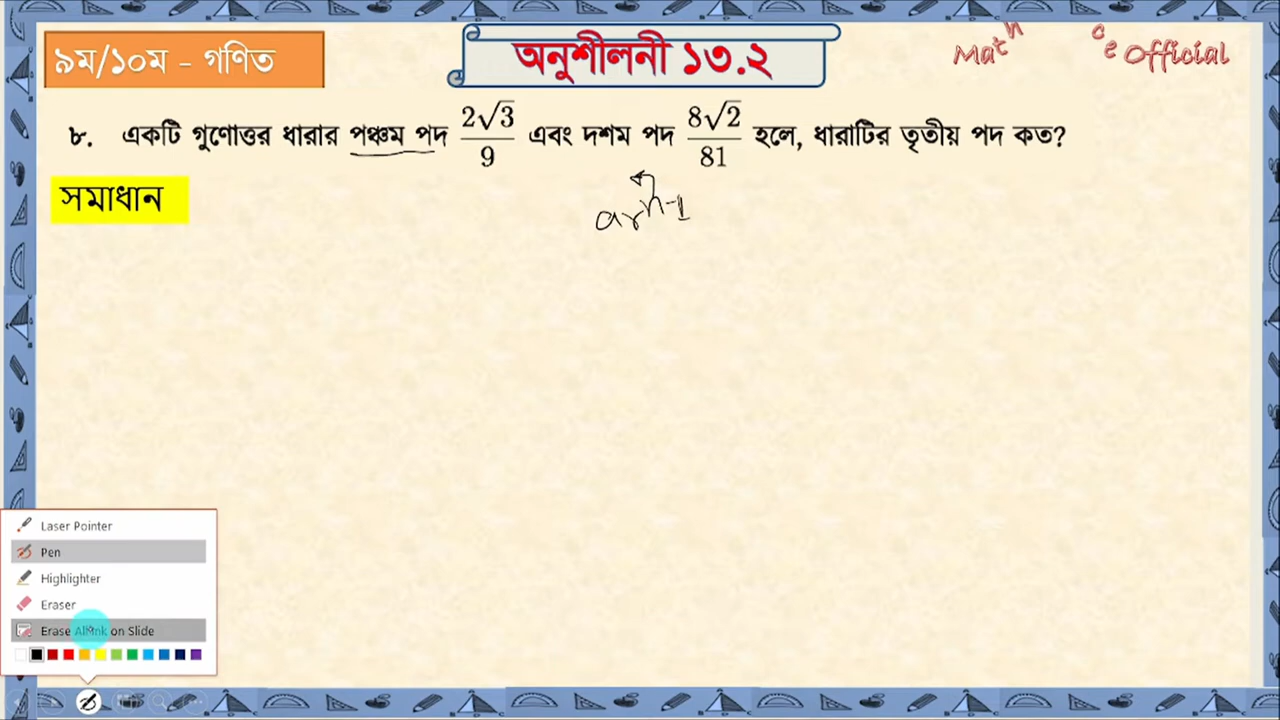 ৯ম/১০ম - গণিত
অনুশীলনী ১৩.২
Math ce Official
৮. একটি গুণোত্তর ধারার পঞ্চম পদ 2√3/9 এবং দশম পদ 8√2/81 হলে, ধারাটির তৃতীয় পদ কত?
সমাধান
ar^n-1
Laser Pointer
Pen
Highlighter
Eraser
Erase All Ink on Slide